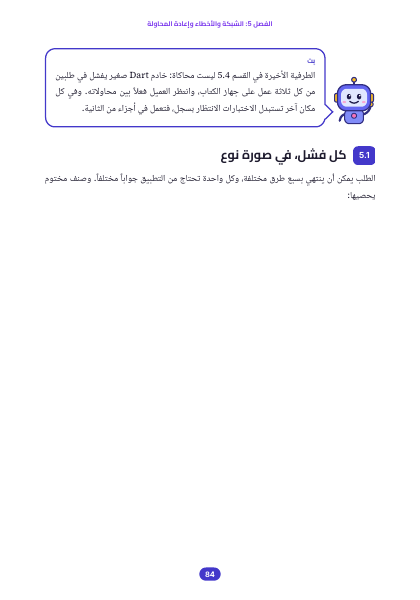 الفصل 5: الشبكة والأخطاء وإعادة المحاولة
بت
الطرفية الأخيرة في القسم 5.4 ليست محاكاة: خادم Dart صغير يفشل في طلبين
من كل ثلاثة عمل على جهاز الكتاب، وانتظر العميل فعلاً بين محاولاته. وفي كل
مكان آخر تستبدل الاختبارات الانتظار بسجل، فتعمل في أجزاء من الثانية.
5.1 كل فشل، في صورة نوع
الطلب يمكن أن ينتهي بسبع طرق مختلفة، وكل واحدة تحتاج من التطبيق جواباً مختلفاً. وصنف مختوم
يحصيها:
84